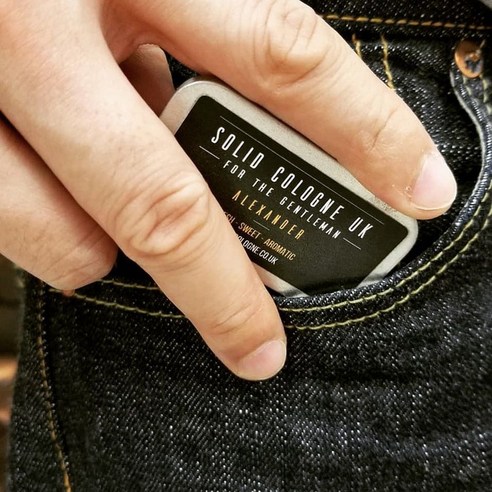 SOLID COLOGNE UK
FOR THE GENTLEMAN
ALEXANDER
SWEET · AROMATIC